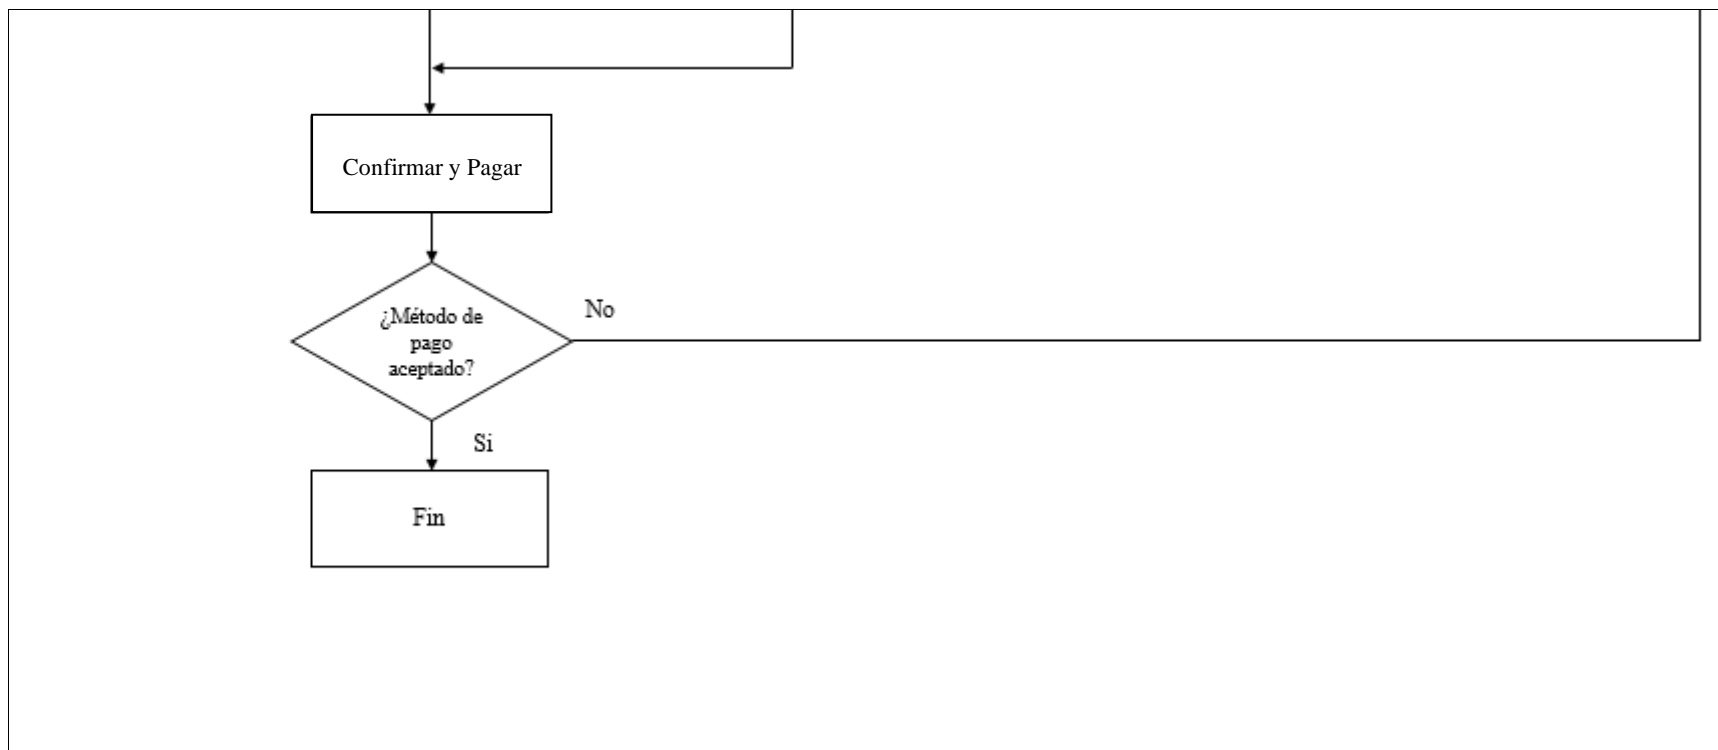 Confirmar y Pagar
¿Método de
pago
aceptado?
No
Si
Fin